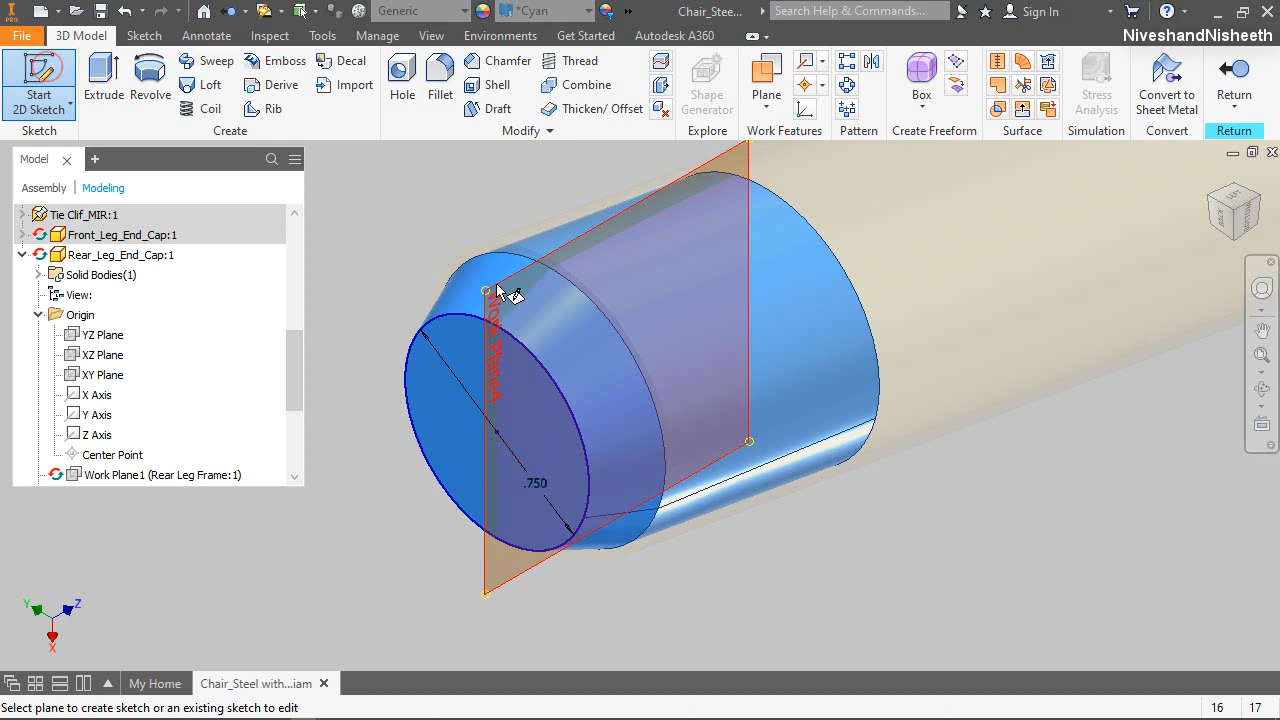 PRO
Generic
*Cyan
Chair_Stee...
Search Help & Commands...
Sign In
File
3D Model
Sketch
Annotate
Inspect
Tools
Manage
View
Environments
Get Started
Autodesk A360
NiveshandNisheeth
Start
2D Sketch
Extrude
Revolve
Sweep
Loft
Coil
Emboss
Derive
Rib
Decal
Import
Hole
Fillet
Chamfer
Shell
Draft
Thread
Combine
Thicken/ Offset
Shape
Generator
Plane
Box
Stress
Analysis
Convert to
Sheet Metal
Return
Sketch
Create
Modify
Explore
Work Features
Pattern
Create Freeform
Surface
Simulation
Convert
Return
Model
Assembly
Modeling
Tie Clif_MIR:1
Front_Leg_End_Cap:1
Rear_Leg_End_Cap:1
Solid Bodies(1)
View:
Origin
YZ Plane
XZ Plane
XY Plane
X Axis
Y Axis
Z Axis
Center Point
Work Plane1 (Rear Leg Frame:1)
Work Plane4
.750
LEFT
BACK
Y
Z
X
My Home
Chair_Steel with...iam
Select plane to create sketch or an existing sketch to edit
16
17